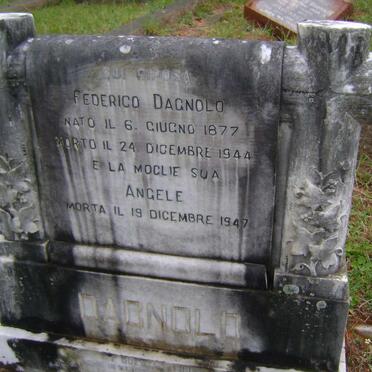 QUI RIPOSA
FEDERICO DAGNOLO
NATO IL 6. GIUGNO 1877
MORTO IL 24. DICEMBRE 1944
E LA MOGLIE SUA
ANGELE
MORTA IL 19 DICEMBRE 1947
DAGNOLO